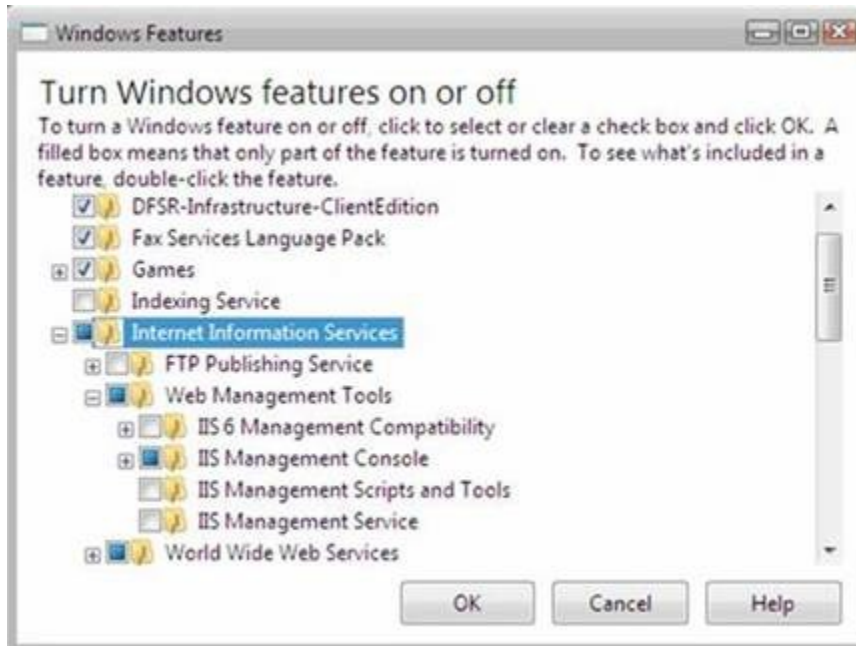 Windows Features
Turn Windows features on or off
To turn a Windows feature on or off, click to select or clear a check box and click OK. A
filled box means that only part of the feature is turned on. To see what's included in a
feature, double-click the feature.
DFSR-Infrastructure-ClientEdition
Fax Services Language Pack
Games
Indexing Service
Internet Information Services
FTP Publishing Service
Web Management Tools
IIS 6 Management Compatibility
IIS Management Console
IIS Management Scripts and Tools
IIS Management Service
World Wide Web Services
OK Cancel Help